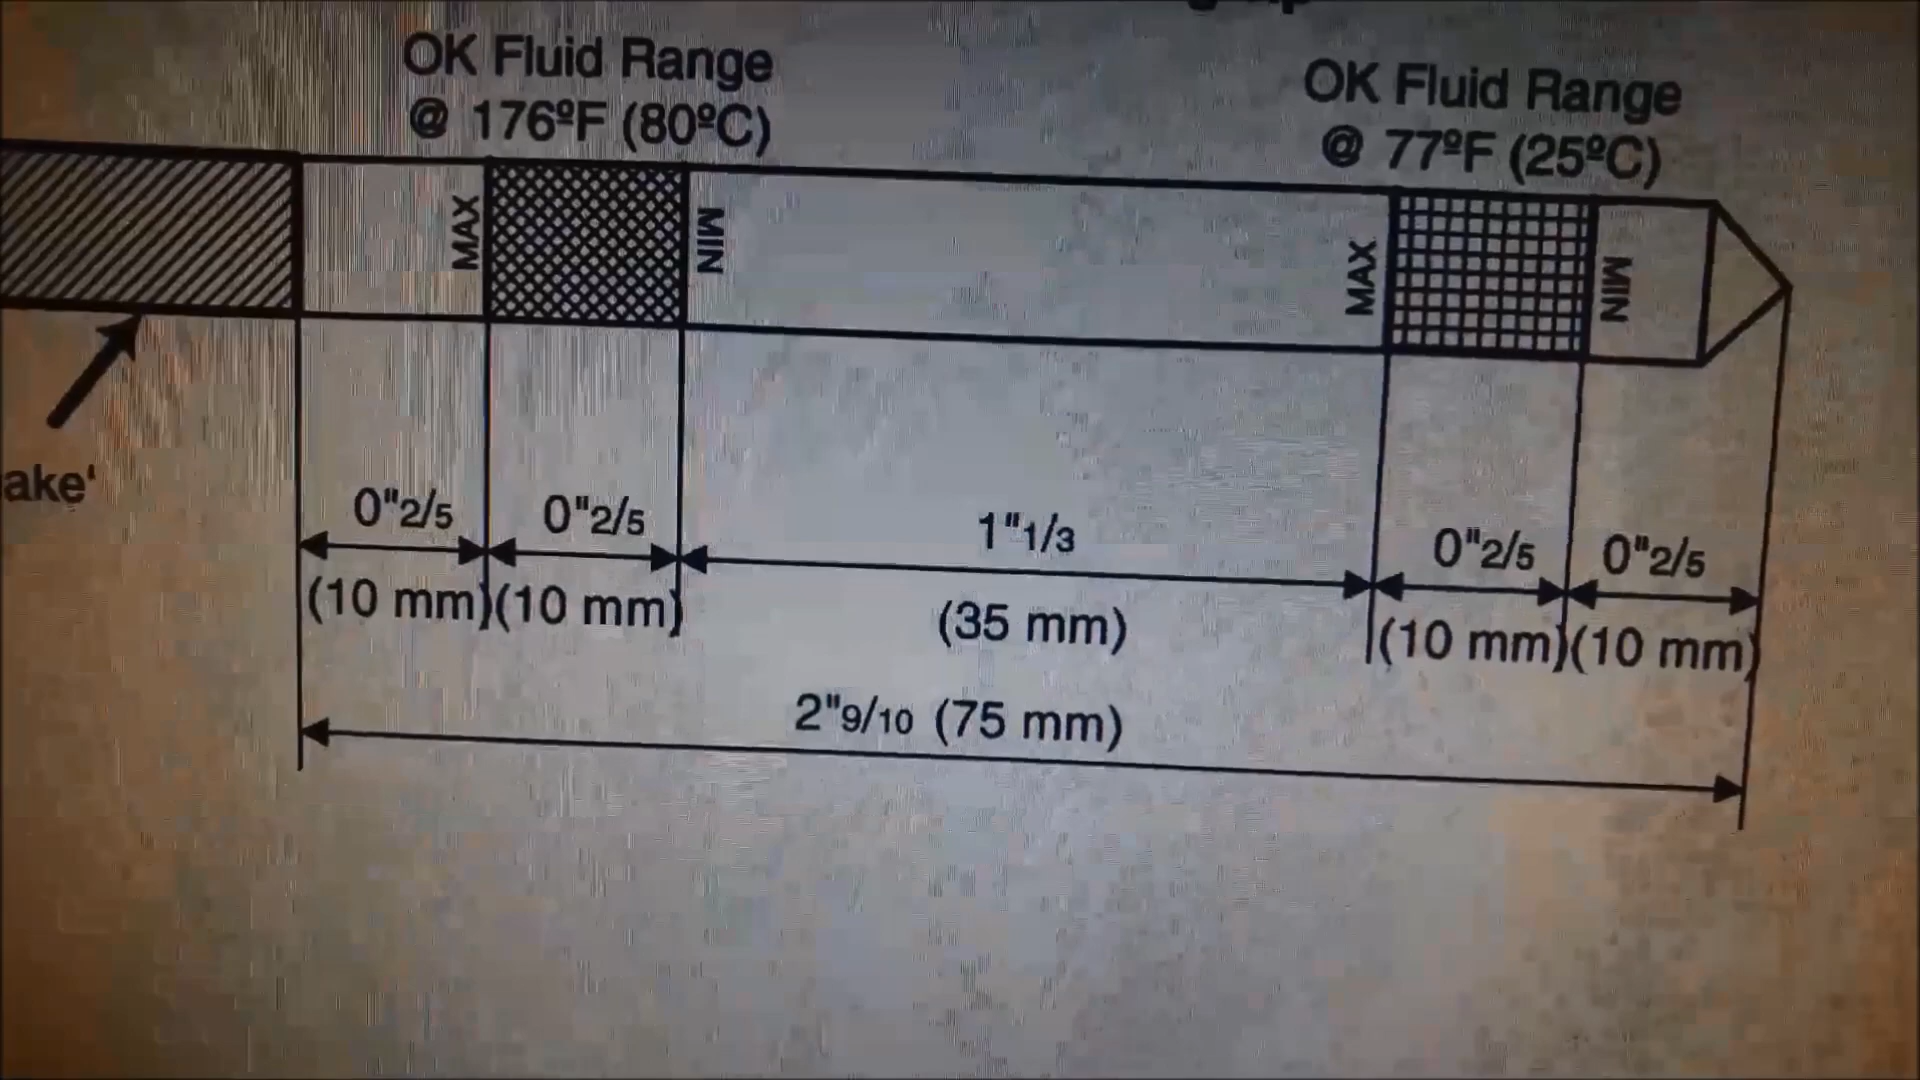 OK Fluid Range
@ 176ºF (80ºC)
OK Fluid Range
@ 77ºF (25ºC)
MAX
MIN
MAX
MIN
ake'
0"2/5
0"2/5
1"1/3
0"2/5
0"2/5
(10 mm)
(10 mm)
(35 mm)
(10 mm)
(10 mm)
2"9/10 (75 mm)